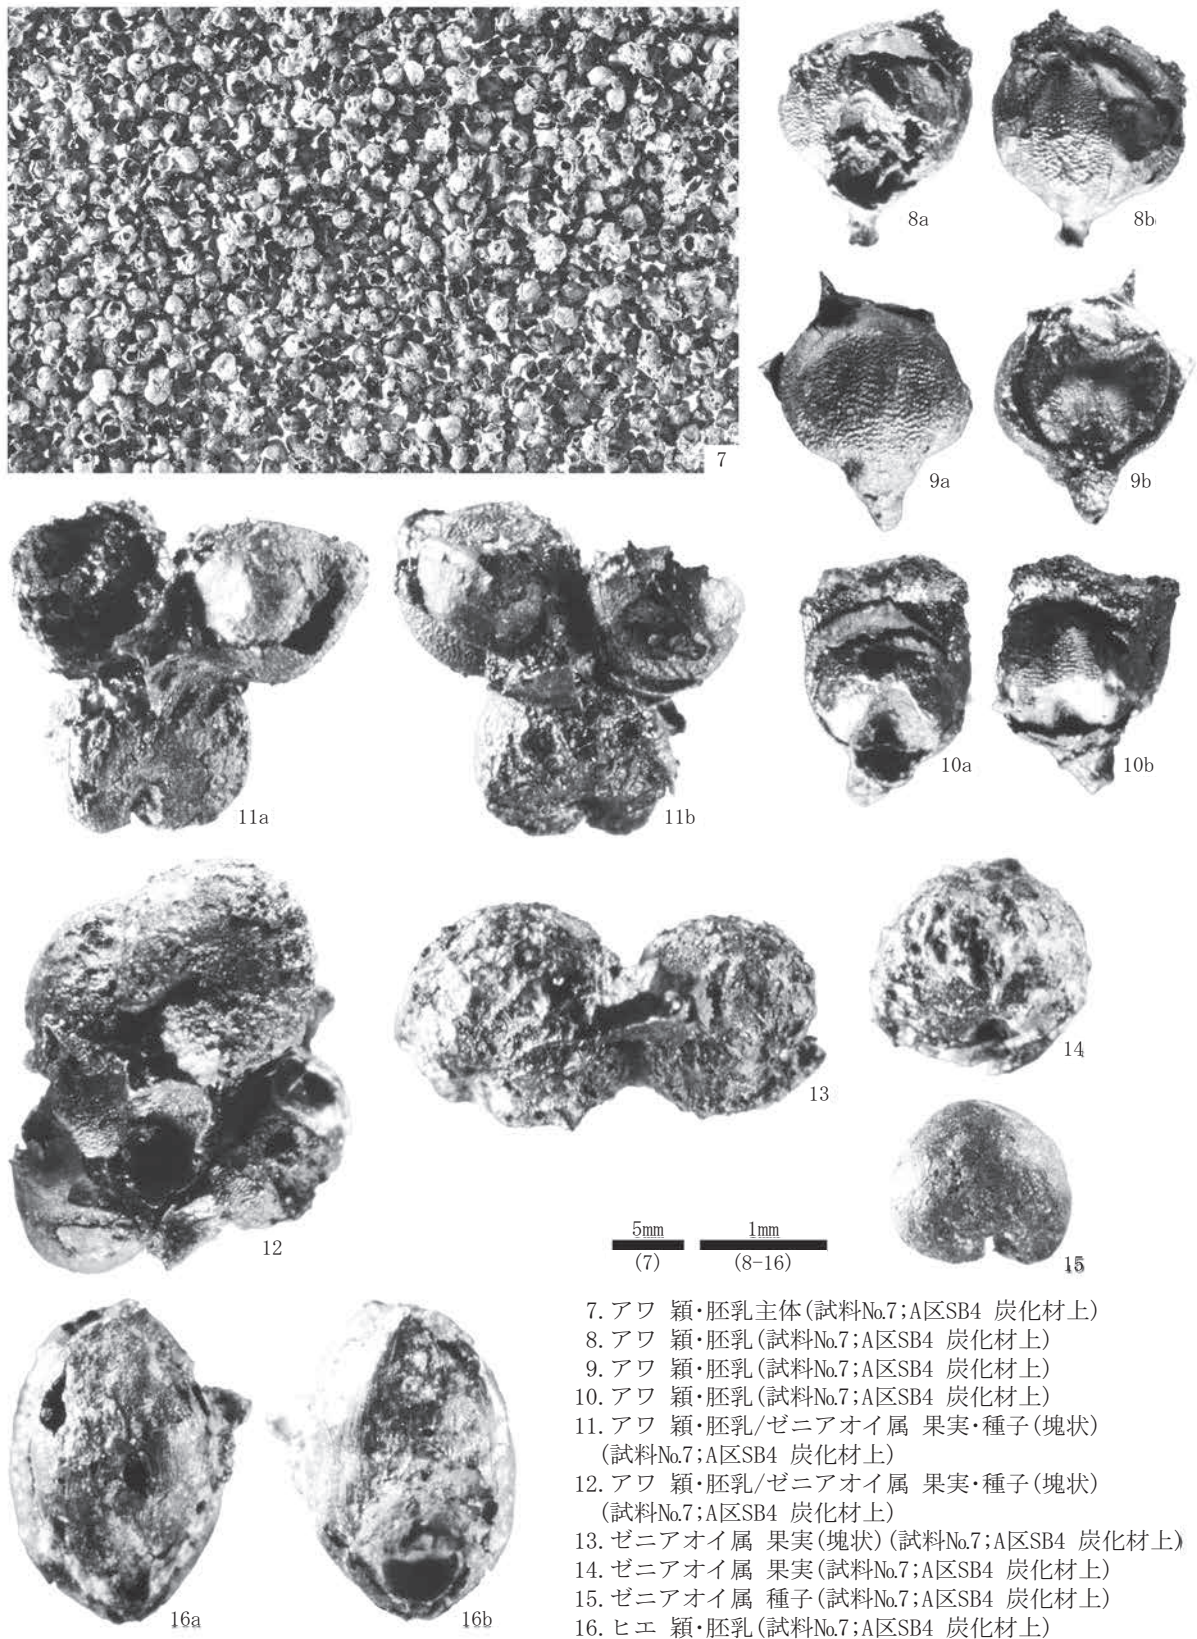 7
8a
8b
9a
9b
10a
10b
11a
11b
12
13
14
15
16a
16b
5mm
(7)
1mm
(8-16)
7. アワ 穎・胚乳主体(試料№7;A区SB4 炭化材上)
8. アワ 穎・胚乳(試料№7;A区SB4 炭化材上)
9. アワ 穎・胚乳(試料№7;A区SB4 炭化材上)
10. アワ 穎・胚乳(試料№7;A区SB4 炭化材上)
11. アワ 穎・胚乳/ゼニアオイ属 果実・種子(塊状)
(試料№7;A区SB4 炭化材上)
12. アワ 穎・胚乳/ゼニアオイ属 果実・種子(塊状)
(試料№7;A区SB4 炭化材上)
13. ゼニアオイ属 果実(塊状)(試料№7;A区SB4 炭化材上)
14. ゼニアオイ属 果実(試料№7;A区SB4 炭化材上)
15. ゼニアオイ属 種子(試料№7;A区SB4 炭化材上)
16. ヒエ 穎・胚乳(試料№7;A区SB4 炭化材上)